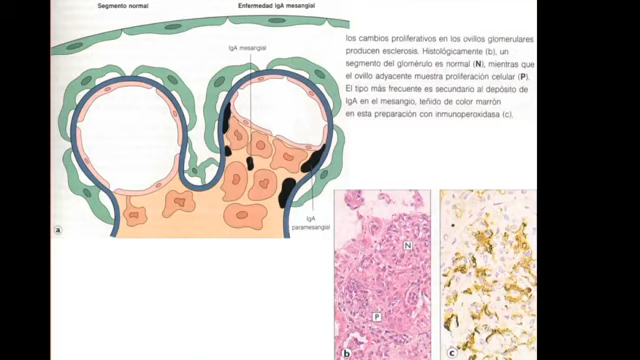 Segmento normal
Enfermedad IgA mesangial
IgA mesangial
IgA
paramesangial
a
los cambios proliferativos en los ovillos glomerulares
producen esclerosis. Histológicamente (b), un
segmento del glomérulo es normal (N), mientras que
el ovillo adyacente muestra proliferación celular (P).
El tipo más frecuente es secundario al depósito de
IgA en el mesangio, teñido de color marrón
en esta preparación con inmunoperoxidasa (c).
N
P
b
c